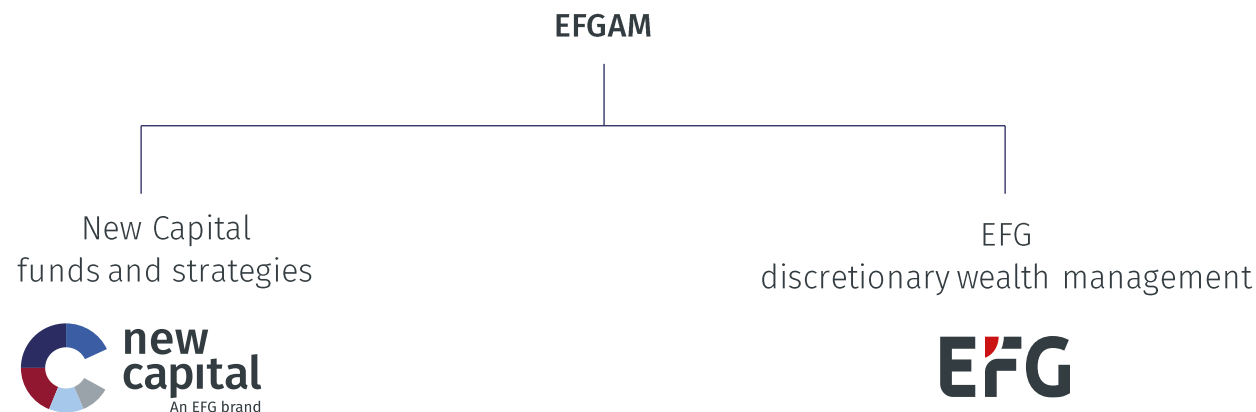 EFGAM
New Capital
funds and strategies
new
capital
An EFG brand
EFG
discretionary wealth management
EFG